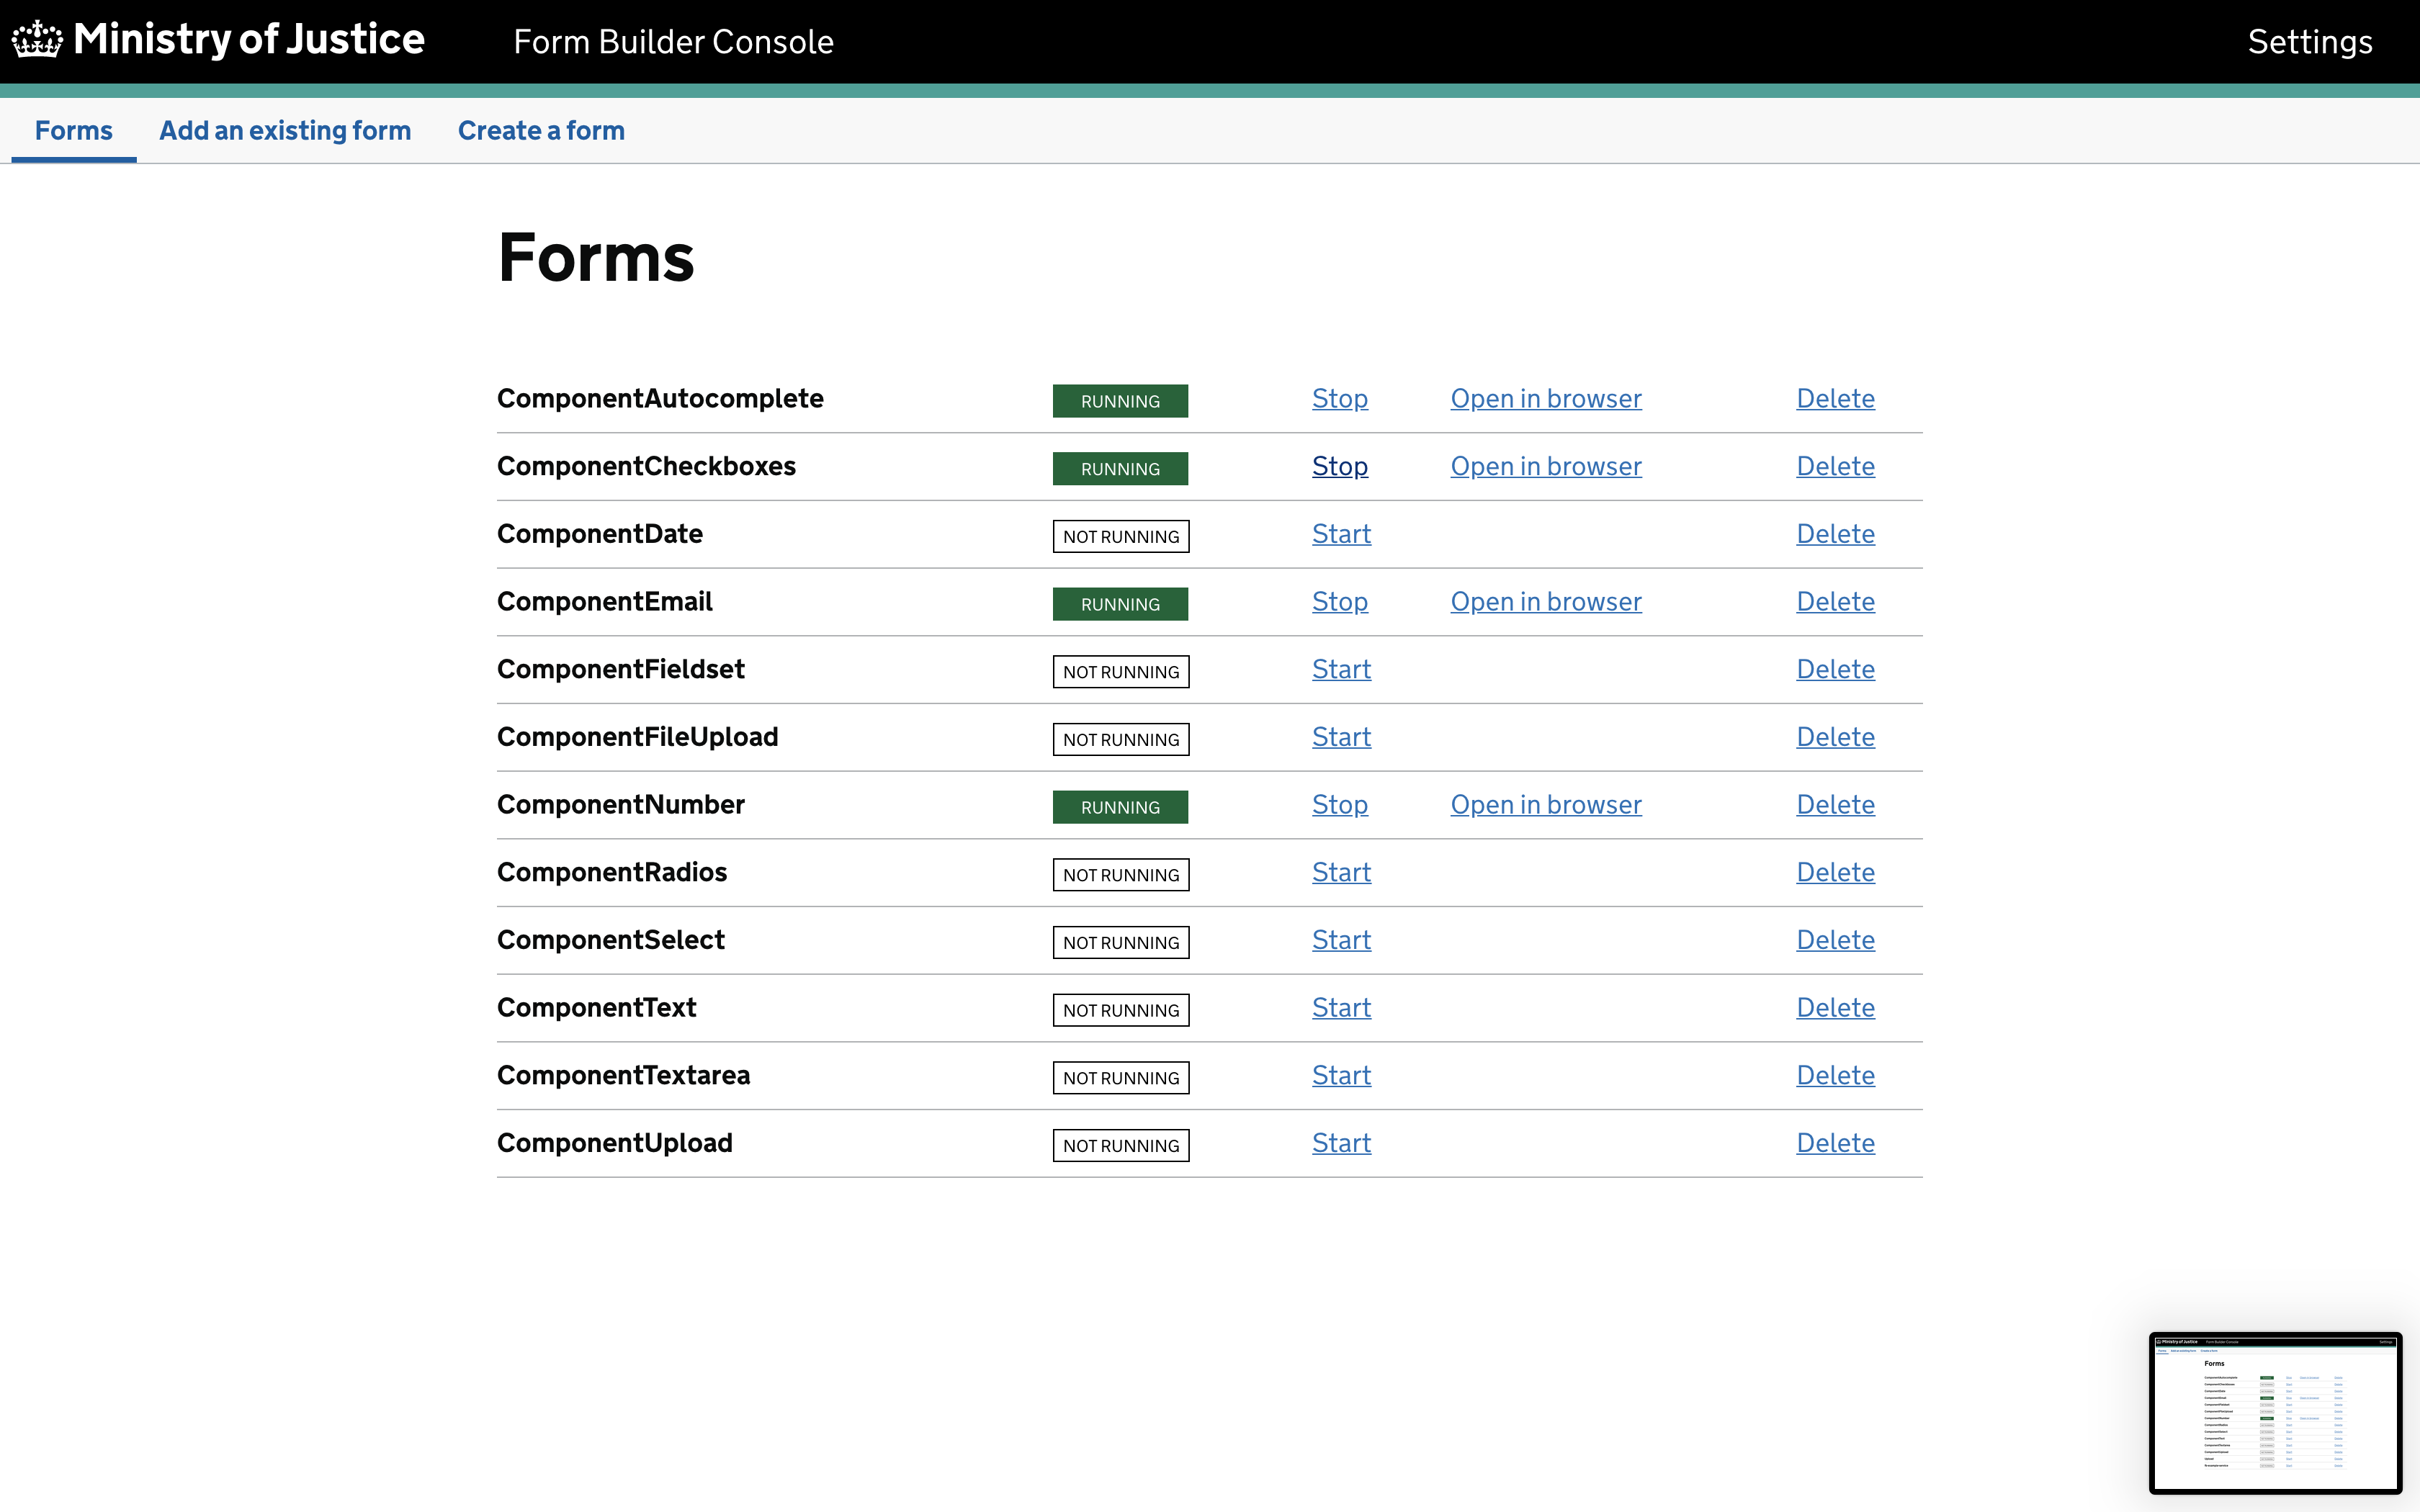 Ministry of Justice Form Builder Console Settings
Forms Add an existing form Create a form
Forms
ComponentAutocomplete RUNNING Stop Open in browser Delete
ComponentCheckboxes RUNNING Stop Open in browser Delete
ComponentDate NOT RUNNING Start Delete
ComponentEmail RUNNING Stop Open in browser Delete
ComponentFieldset NOT RUNNING Start Delete
ComponentFileUpload NOT RUNNING Start Delete
ComponentNumber RUNNING Stop Open in browser Delete
ComponentRadios NOT RUNNING Start Delete
ComponentSelect NOT RUNNING Start Delete
ComponentText NOT RUNNING Start Delete
ComponentTextarea NOT RUNNING Start Delete
ComponentUpload NOT RUNNING Start Delete
Ministry of Justice
Forms